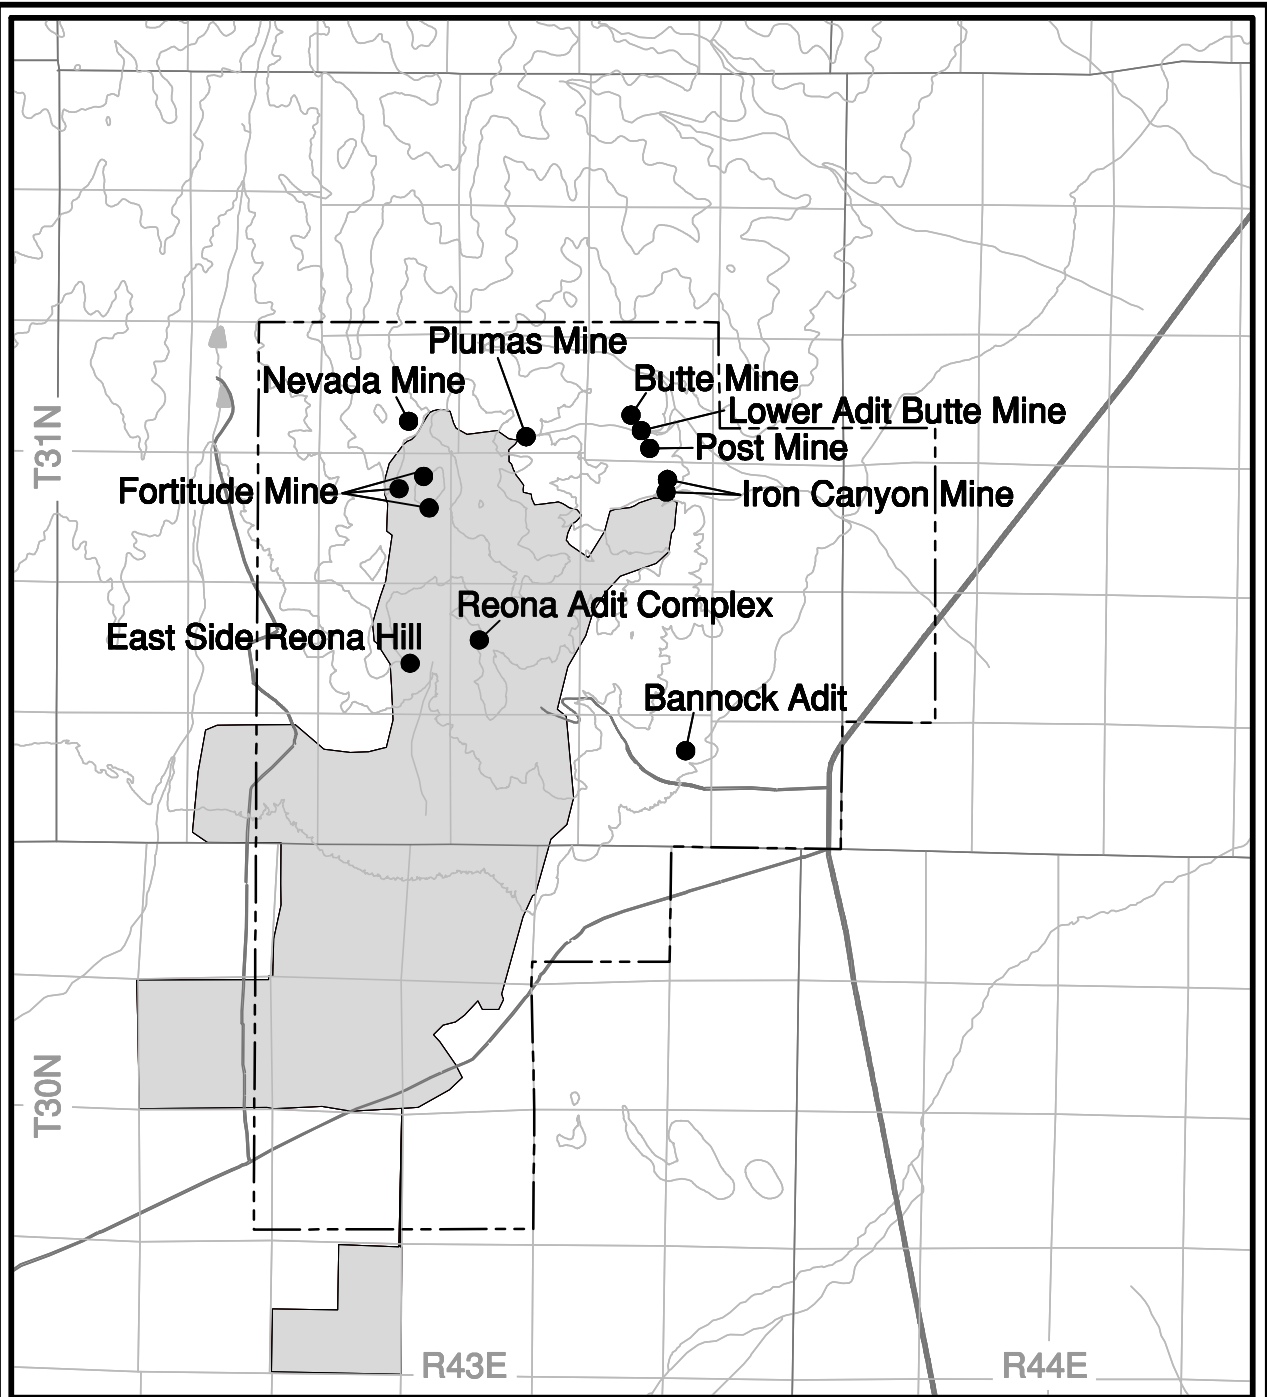 Plumas Mine
Nevada Mine
Butte Mine
Lower Adit Butte Mine
Post Mine
Fortitude Mine
Iron Canyon Mine
Reona Adit Complex
East Side Reona Hill
Bannock Adit
T31N
T30N
R43E
R44E